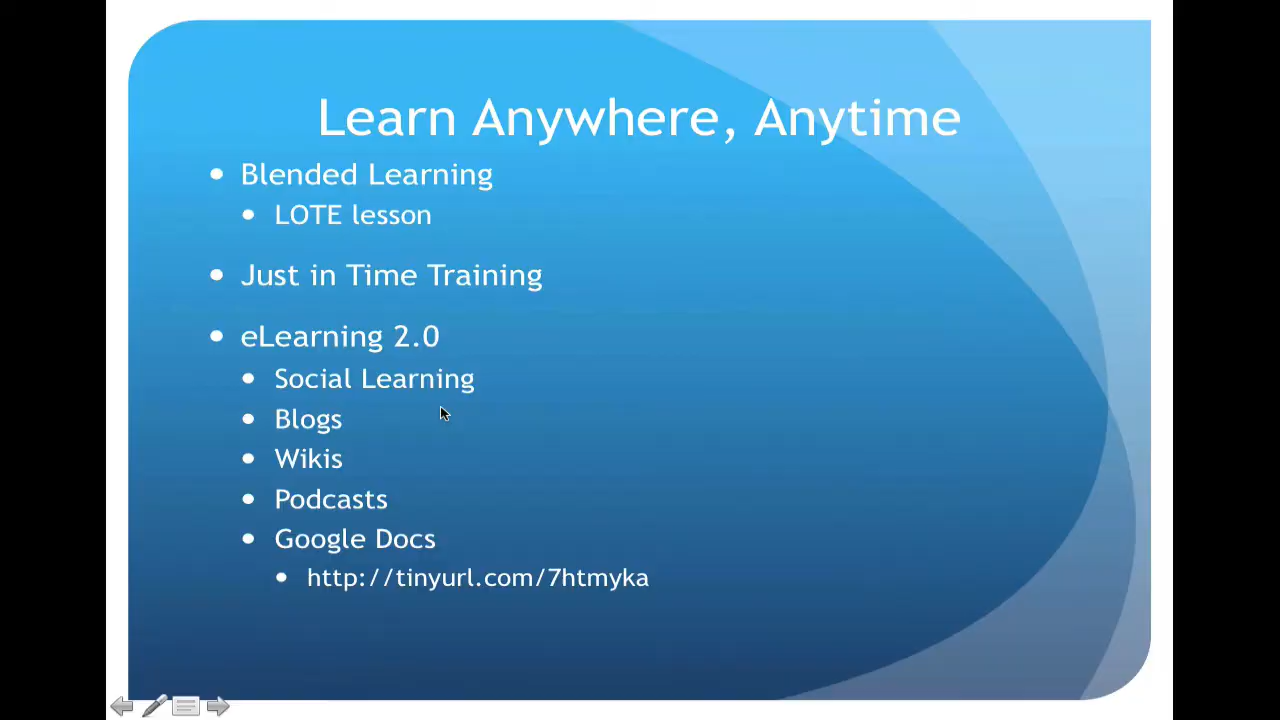 Learn Anywhere, Anytime
Blended Learning
LOTE lesson
Just in Time Training
eLearning 2.0
Social Learning
Blogs
Wikis
Podcasts
Google Docs
http://tinyurl.com/7htmyka